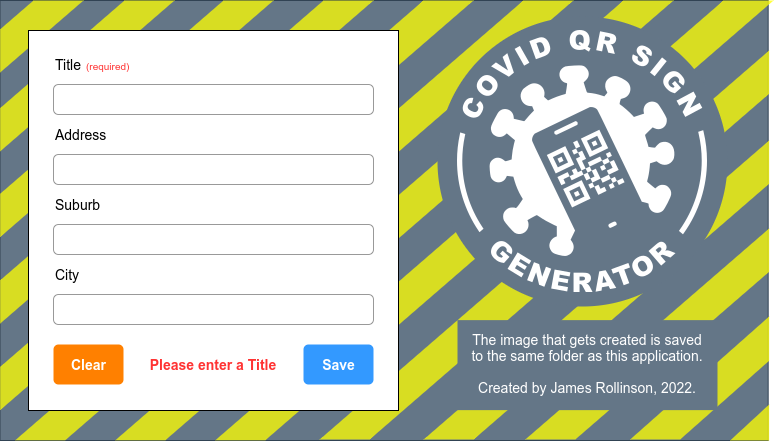 Title (required)
Address
Suburb
City
Clear
Please enter a Title
Save
COVID QR SIGN
GENERATOR
The image that gets created is saved
to the same folder as this application.
Created by James Rollinson, 2022.